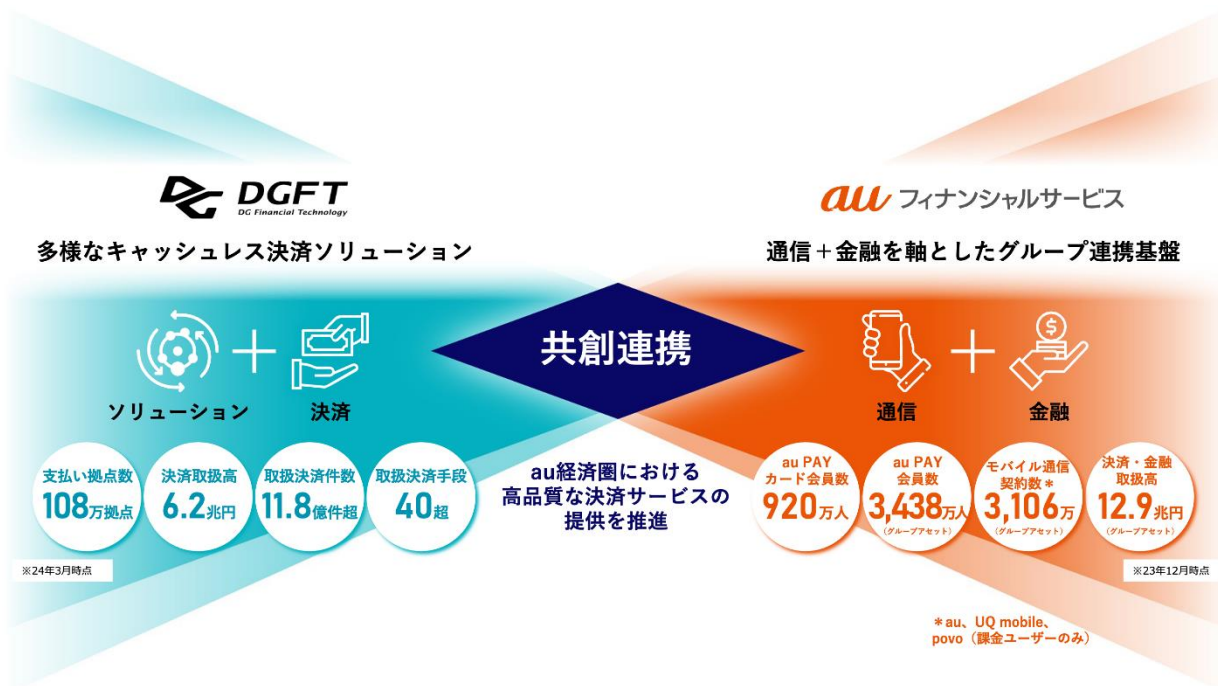 DGFT
DG Financial Technology
多様なキャッシュレス決済ソリューション
au フィナンシャルサービス
通信＋金融を軸としたグループ連携基盤
共創連携
ソリューション
決済
通信
金融
支払い拠点数
108万拠点
決済取扱高
6.2兆円
取扱決済件数
11.8億件超
取扱決済手段
40超
※24年3月時点
au経済圏における
高品質な決済サービスの
提供を推進
au PAY
カード会員数
920万人
au PAY
会員数
3,438万人
(グループアセット)
モバイル通信
契約数＊
3,106万
(グループアセット)
決済・金融
取扱高
12.9兆円
(グループアセット)
※23年12月時点
＊au、UQ mobile、
povo（課金ユーザーのみ）